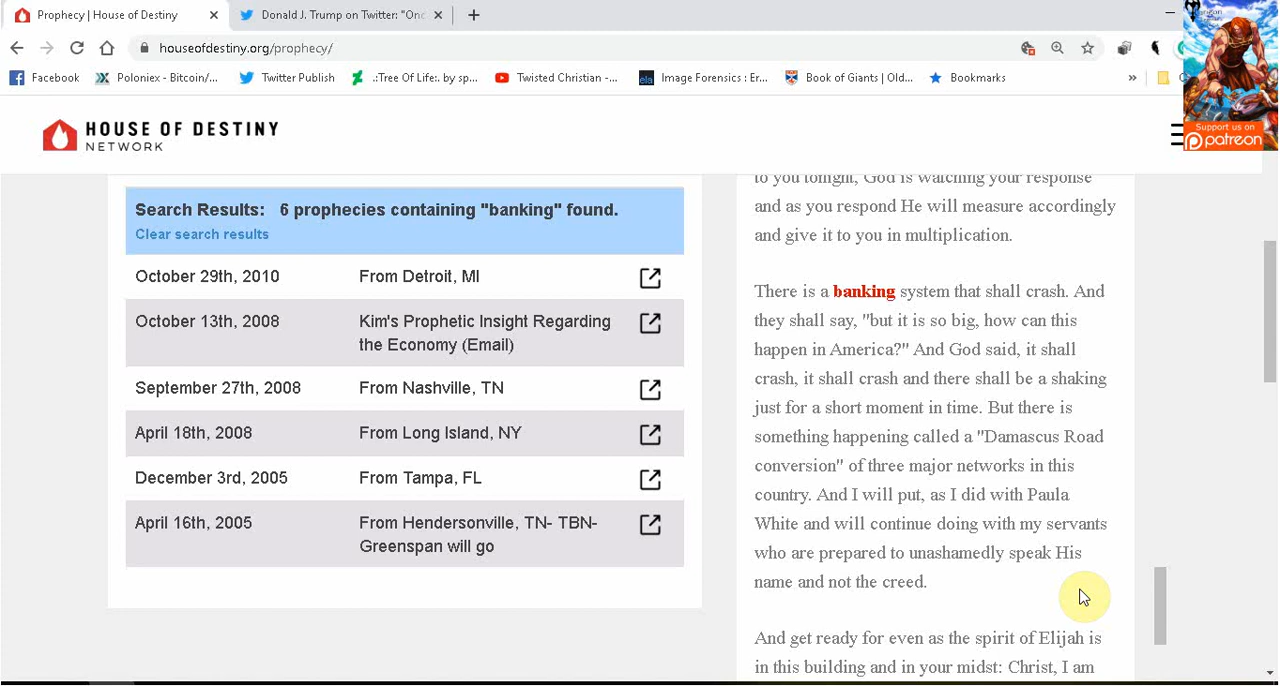 Prophecy | House of Destiny
Donald J. Trump on Twitter: "Onc
houseofdestiny.org/prophecy/
Facebook
Poloniex - Bitcoin/...
Twitter Publish
.:Tree Of Life:. by sp...
Twisted Christian -...
Image Forensics : Er...
Book of Giants | Old...
Bookmarks
Support us on
patreon
HOUSE OF DESTINY
NETWORK
Search Results: 6 prophecies containing "banking" found.
Clear search results
October 29th, 2010 From Detroit, MI
October 13th, 2008 Kim's Prophetic Insight Regarding
the Economy (Email)
September 27th, 2008 From Nashville, TN
April 18th, 2008 From Long Island, NY
December 3rd, 2005 From Tampa, FL
April 16th, 2005 From Hendersonville, TN- TBN-
Greenspan will go
to you tonight, God is watching your response
and as you respond He will measure accordingly
and give it to you in multiplication.
There is a banking system that shall crash. And
they shall say, "but it is so big, how can this
happen in America?" And God said, it shall
crash, it shall crash and there shall be a shaking
just for a short moment in time. But there is
something happening called a "Damascus Road
conversion" of three major networks in this
country. And I will put, as I did with Paula
White and will continue doing with my servants
who are prepared to unashamedly speak His
name and not the creed.
And get ready for even as the spirit of Elijah is
in this building and in your midst: Christ, I am